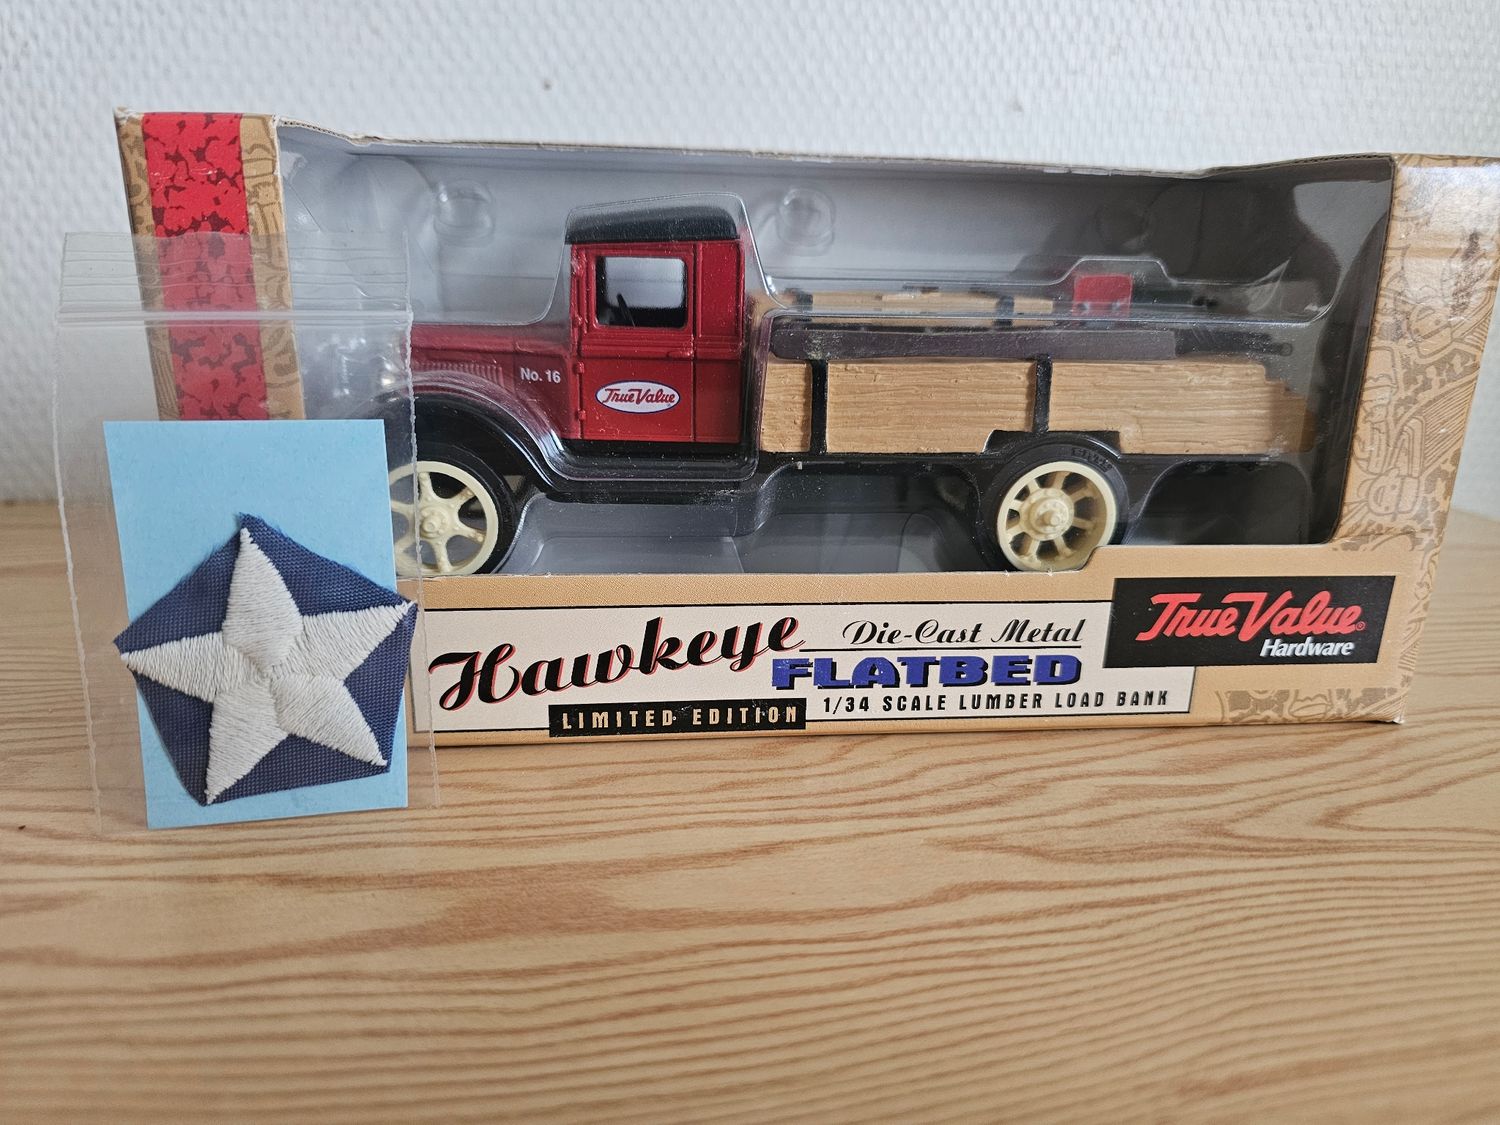 No. 16
True Value
Hawkeye
Die-Cast Metal
FLATBED
LIMITED EDITION
1/34 SCALE LUMBER LOAD BANK
True Value®
Hardware